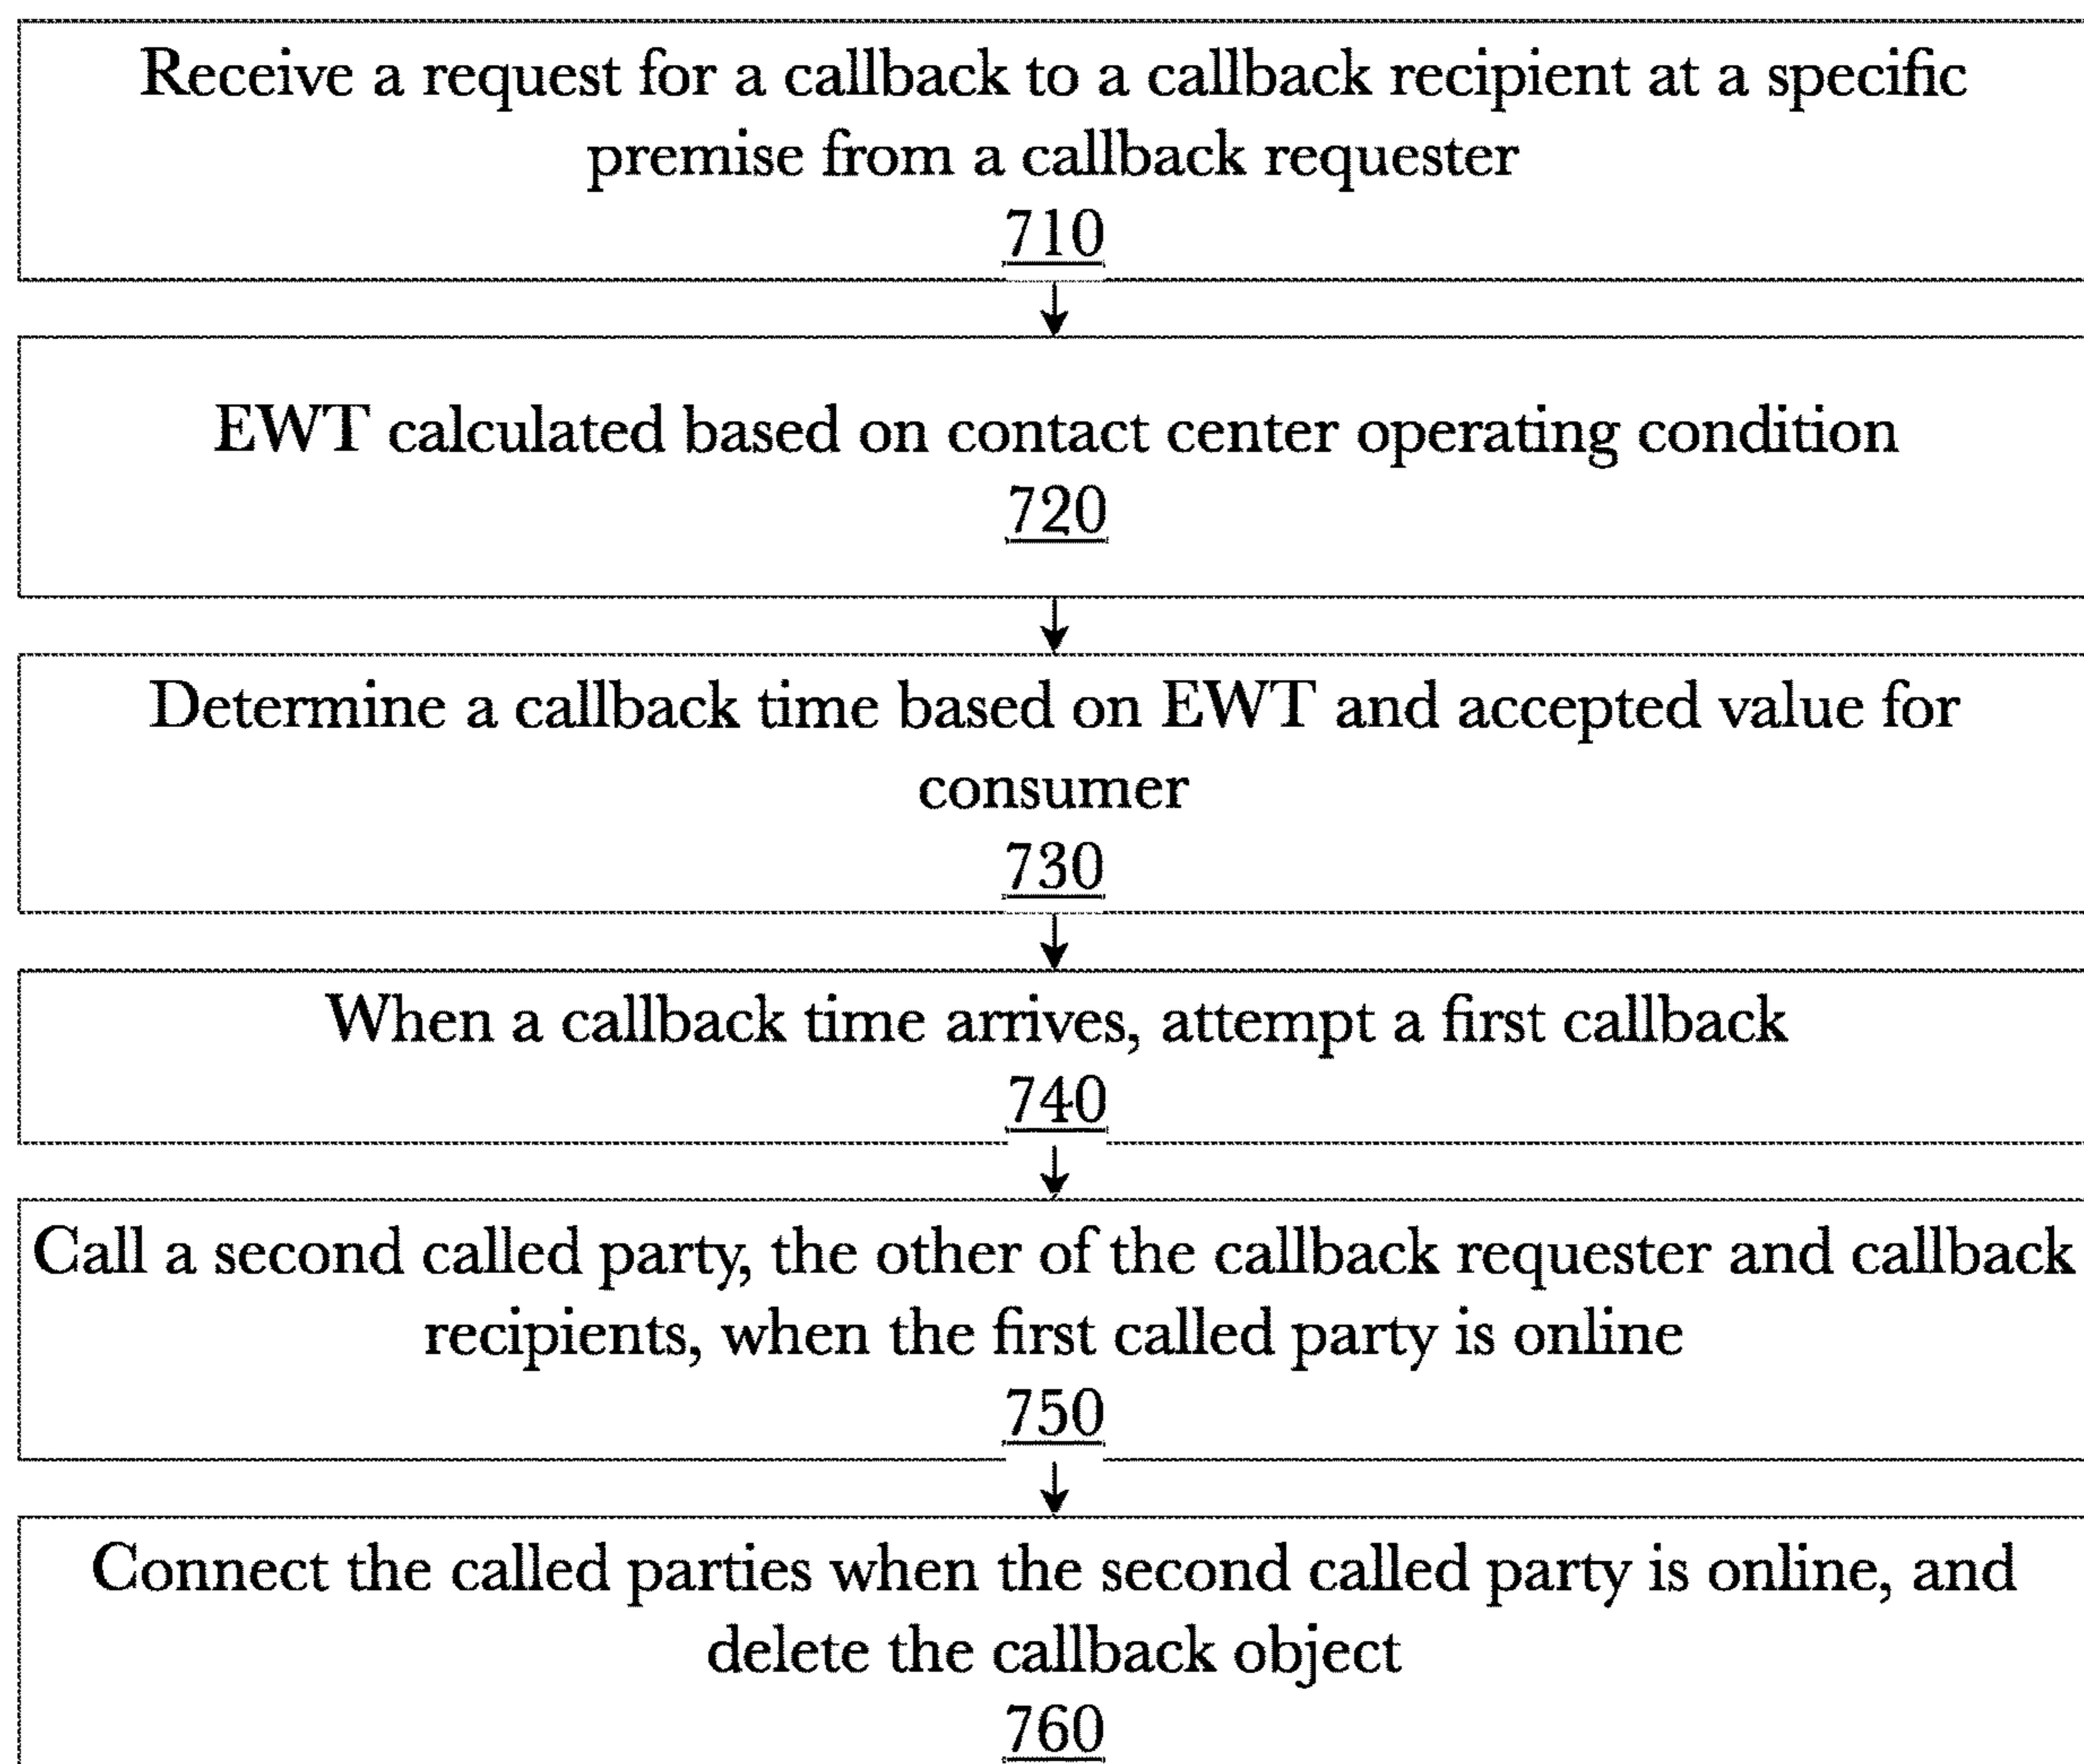 Receive a request for a callback to a callback recipient at a specific
premise from a callback requester
710
EWT calculated based on contact center operating condition
720
Determine a callback time based on EWT and accepted value for
consumer
730
When a callback time arrives, attempt a first callback
740
Call a second called party, the other of the callback requester and callback
recipients, when the first called party is online
750
Connect the called parties when the second called party is online, and
delete the callback object
760